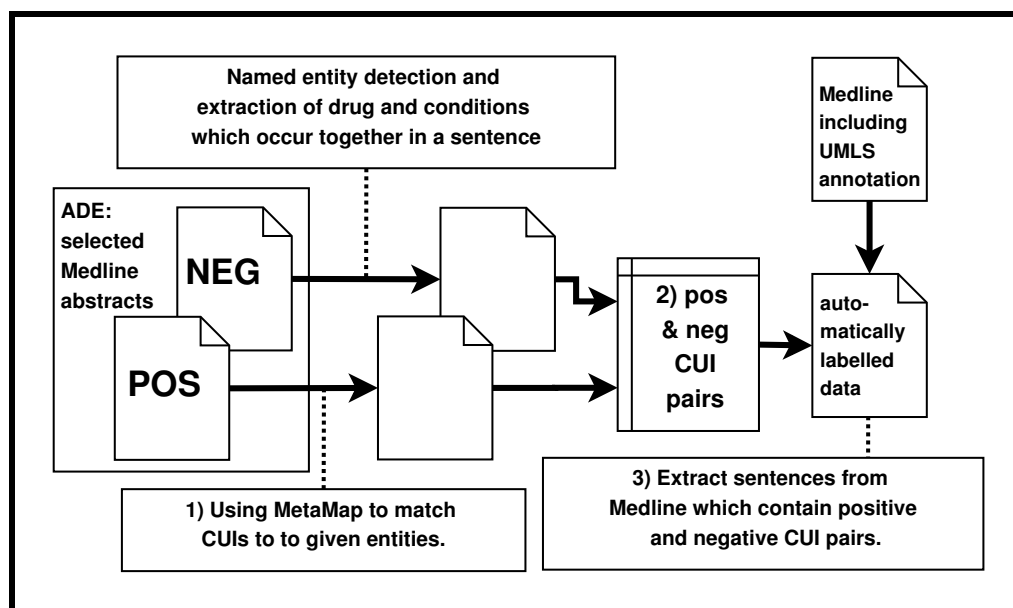 Named entity detection and
extraction of drug and conditions
which occur together in a sentence
Medline
including
UMLS
annotation
ADE:
selected
Medline
abstracts
NEG
POS
2) pos
& neg
CUI
pairs
auto-
matically
labelled
data
1) Using MetaMap to match
CUIs to to given entities.
3) Extract sentences from
Medline which contain positive
and negative CUI pairs.